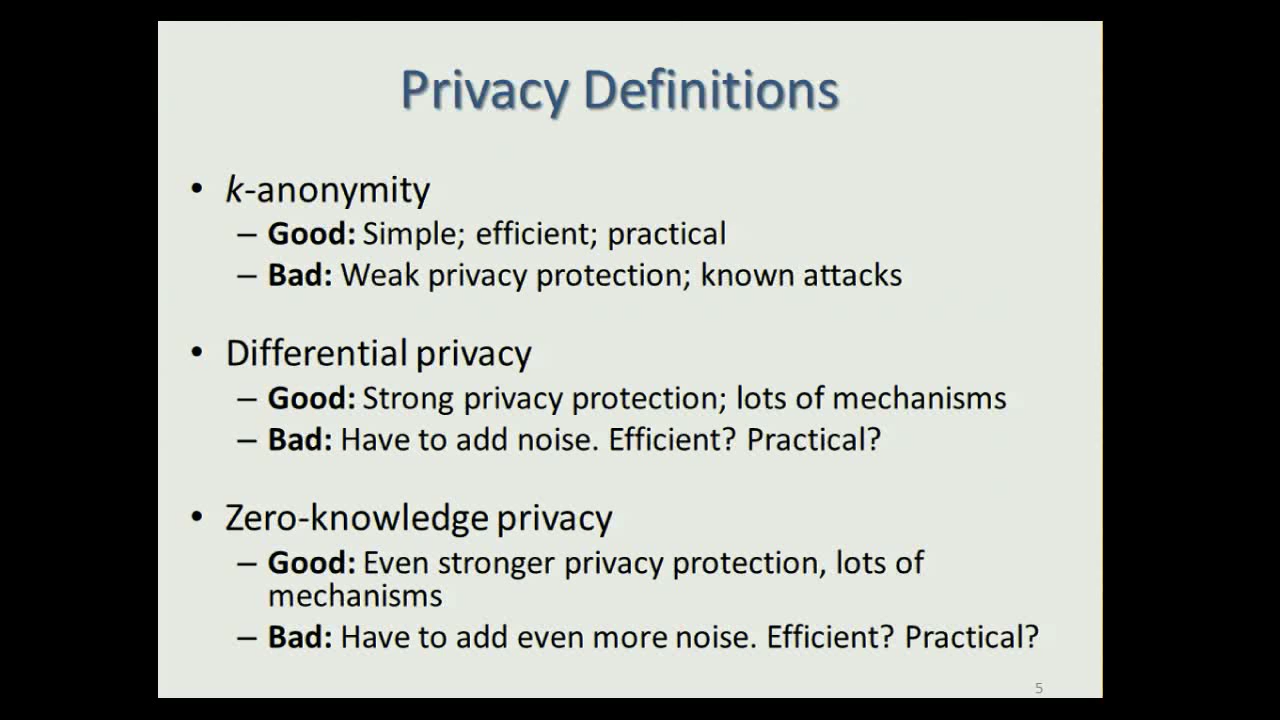 Privacy Definitions
• k-anonymity
– Good: Simple; efficient; practical
– Bad: Weak privacy protection; known attacks
• Differential privacy
– Good: Strong privacy protection; lots of mechanisms
– Bad: Have to add noise. Efficient? Practical?
• Zero-knowledge privacy
– Good: Even stronger privacy protection, lots of
mechanisms
– Bad: Have to add even more noise. Efficient? Practical?
5